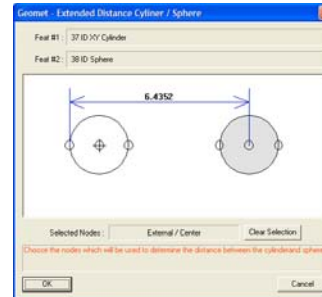 Geomet - Extended Distance Cyliner / Sphere
Feat #1 : 37 ID XY Cylinder
Feat #2 : 38 ID Sphere
6.4352
Selected Nodes : External / Center Clear Selection
Choose the nodes which will be used to determine the distance between the cylinderand sphere
OK Cancel